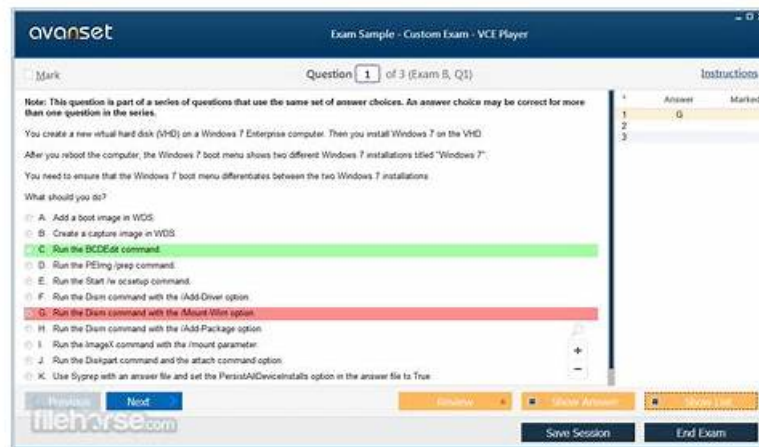 avanset
Exam Sample - Custom Exam - VCE Player
Mark
Question 1 of 3 (Exam B, Q1)
Instructions
Note: This question is part of a series of questions that use the same set of answer choices. An answer choice may be correct for more
than one question in the series.
You create a new virtual hard disk (VHD) on a Windows 7 Enterprise computer. Then you install Windows 7 on the VHD.
After you reboot the computer, the Windows 7 boot menu shows two different Windows 7 installations titled "Windows 7".
You need to ensure that the Windows 7 boot menu differentiates between the two Windows 7 installations.
What should you do?
A. Add a boot image in WDS.
B. Create a capture image in WDS.
C. Run the BCDEdit command.
D. Run the PEImg /prep command.
E. Run the Start /w ocsetup command.
F. Run the Dism command with the /Add-Driver option.
G. Run the Dism command with the /Mount-Wim option.
H. Run the Dism command with the /Add-Package option.
I. Run the ImageX command with the /mount parameter.
J. Run the Diskpart command and the attach command option.
K. Use Sysprep with an answer file and set the PersistAllDeviceInstalls option in the answer file to True
* Answer Marked
1 G
2
3
+
-
Previous
Next
Review
Show Answer
Show List
filehorse.com
Save Session
End Exam